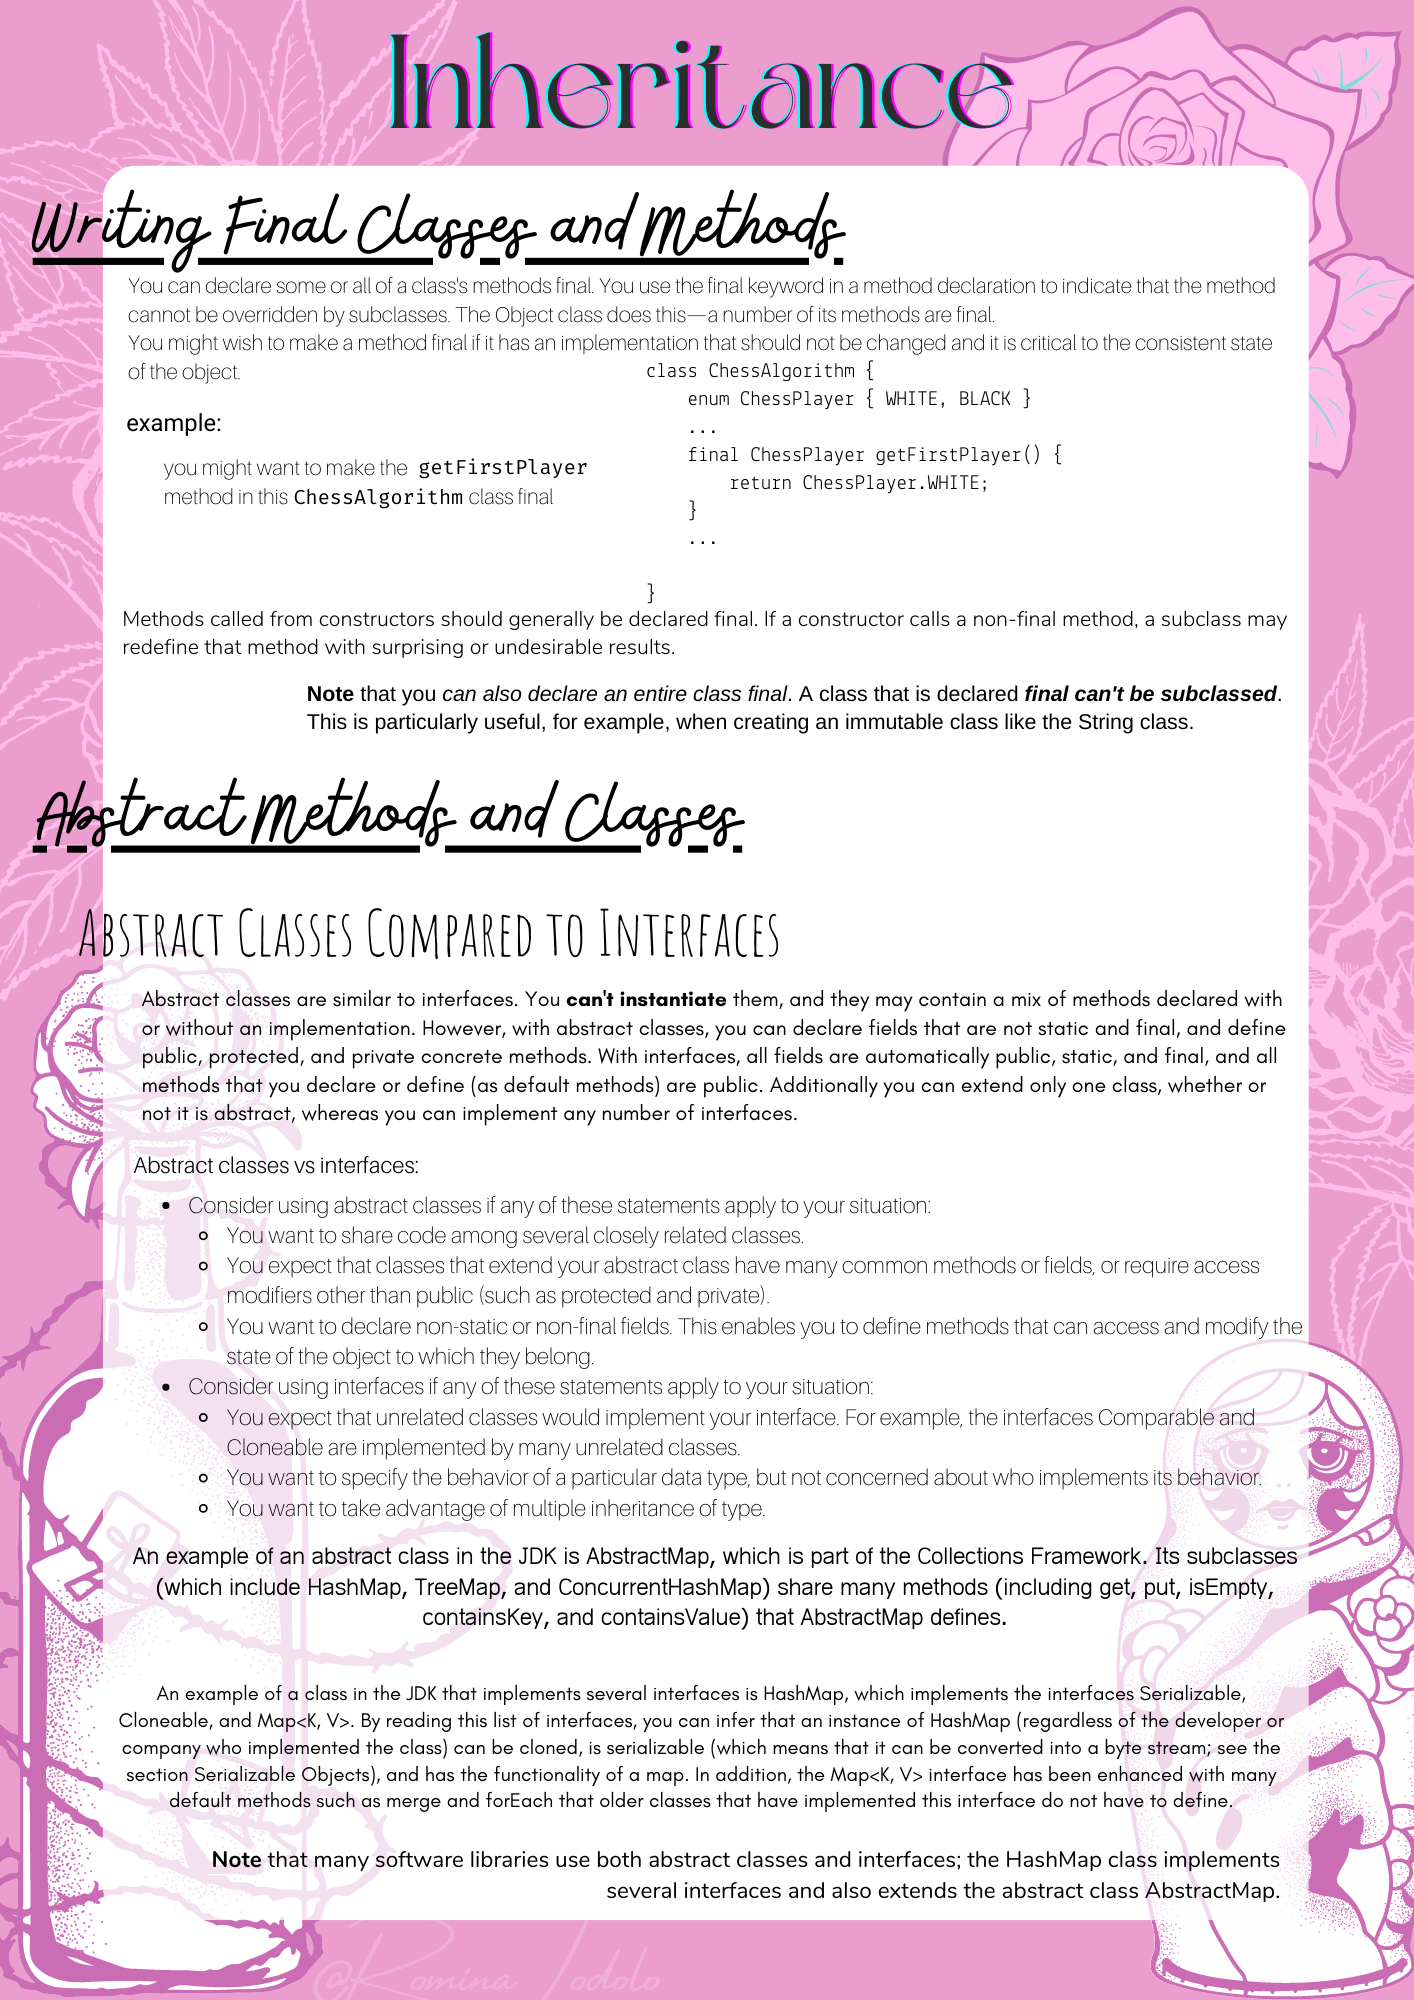 Inheritance
Writing Final Classes and Methods
You can declare some or all of a class's methods final. You use the final keyword in a method declaration to indicate that the method
cannot be overridden by subclasses. The Object class does this—a number of its methods are final.
You might wish to make a method final if it has an implementation that should not be changed and it is critical to the consistent state
of the object.
example:
you might want to make the getFirstPlayer
method in this ChessAlgorithm class final
class ChessAlgorithm {
    enum ChessPlayer { WHITE, BLACK }
    ...
    final ChessPlayer getFirstPlayer() {
        return ChessPlayer.WHITE;
    }
    ...
}
Methods called from constructors should generally be declared final. If a constructor calls a non-final method, a subclass may
redefine that method with surprising or undesirable results.
Note that you can also declare an entire class final. A class that is declared final can't be subclassed.
This is particularly useful, for example, when creating an immutable class like the String class.
Abstract Methods and Classes
Abstract Classes Compared to Interfaces
Abstract classes are similar to interfaces. You can't instantiate them, and they may contain a mix of methods declared with
or without an implementation. However, with abstract classes, you can declare fields that are not static and final, and define
public, protected, and private concrete methods. With interfaces, all fields are automatically public, static, and final, and all
methods that you declare or define (as default methods) are public. Additionally you can extend only one class, whether or
not it is abstract, whereas you can implement any number of interfaces.
Abstract classes vs interfaces:
• Consider using abstract classes if any of these statements apply to your situation:
◦ You want to share code among several closely related classes.
◦ You expect that classes that extend your abstract class have many common methods or fields, or require access
modifiers other than public (such as protected and private).
◦ You want to declare non-static or non-final fields. This enables you to define methods that can access and modify the
state of the object to which they belong.
• Consider using interfaces if any of these statements apply to your situation:
◦ You expect that unrelated classes would implement your interface. For example, the interfaces Comparable and
Cloneable are implemented by many unrelated classes.
◦ You want to specify the behavior of a particular data type, but not concerned about who implements its behavior.
◦ You want to take advantage of multiple inheritance of type.
An example of an abstract class in the JDK is AbstractMap, which is part of the Collections Framework. Its subclasses
(which include HashMap, TreeMap, and ConcurrentHashMap) share many methods (including get, put, isEmpty,
containsKey, and containsValue) that AbstractMap defines.
An example of a class in the JDK that implements several interfaces is HashMap, which implements the interfaces Serializable,
Cloneable, and Map<K, V>. By reading this list of interfaces, you can infer that an instance of HashMap (regardless of the developer or
company who implemented the class) can be cloned, is serializable (which means that it can be converted into a byte stream; see the
section Serializable Objects), and has the functionality of a map. In addition, the Map<K, V> interface has been enhanced with many
default methods such as merge and forEach that older classes that have implemented this interface do not have to define.
Note that many software libraries use both abstract classes and interfaces; the HashMap class implements
several interfaces and also extends the abstract class AbstractMap.
@Romina Iodolo